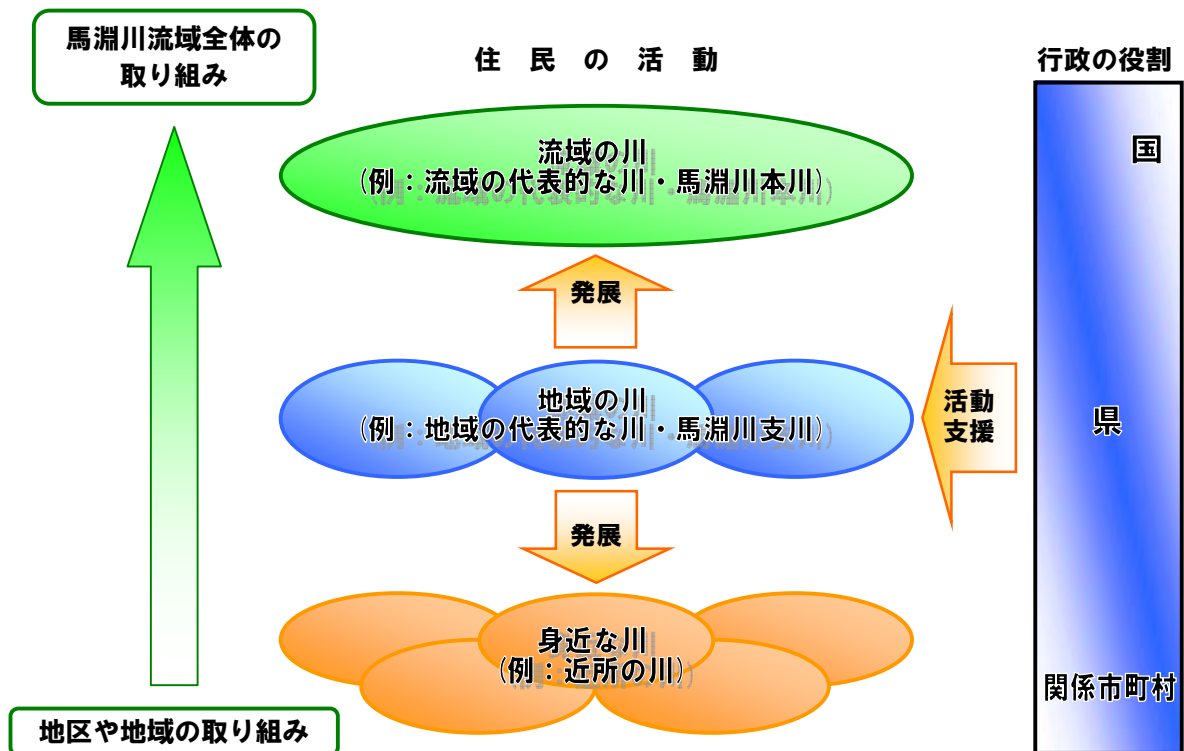 馬淵川流域全体の
取り組み
住民の活動
行政の役割
流域の川
(例：流域の代表的な川・馬淵川本川)
国
発展
地域の川
(例：地域の代表的な川・馬淵川支川)
活動
支援
県
発展
身近な川
(例：近所の川)
関係市町村
地区や地域の取り組み